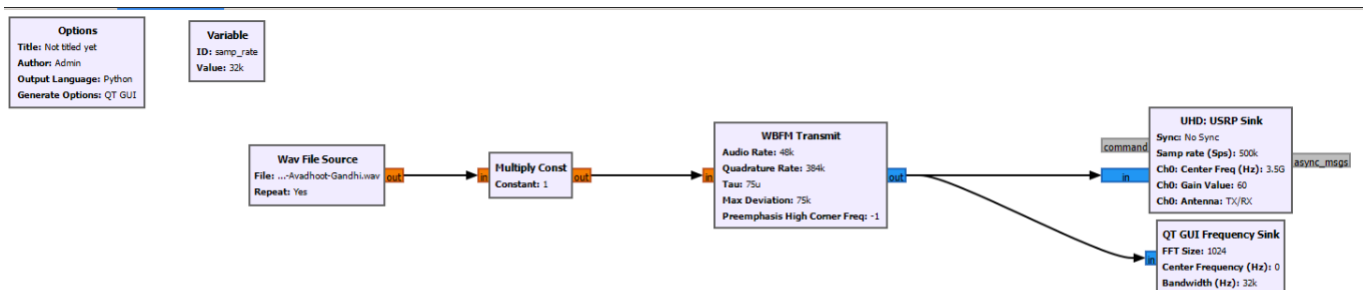 Options
Title: Not titled yet
Author: Admin
Output Language: Python
Generate Options: QT GUI
Variable
ID: samp_rate
Value: 32k
Wav File Source
File: ...-Avadhoot-Gandhi.wav
Repeat: Yes
out
in
Multiply Const
Constant: 1
out
in
WBFM Transmit
Audio Rate: 48k
Quadrature Rate: 384k
Tau: 75u
Max Deviation: 75k
Preemphasis High Corner Freq: -1
out
command
in
UHD: USRP Sink
Sync: No Sync
Samp rate (Sps): 500k
Ch0: Center Freq (Hz): 3.5G
Ch0: Gain Value: 60
Ch0: Antenna: TX/RX
async_msgs
in
QT GUI Frequency Sink
FFT Size: 1024
Center Frequency (Hz): 0
Bandwidth (Hz): 32k